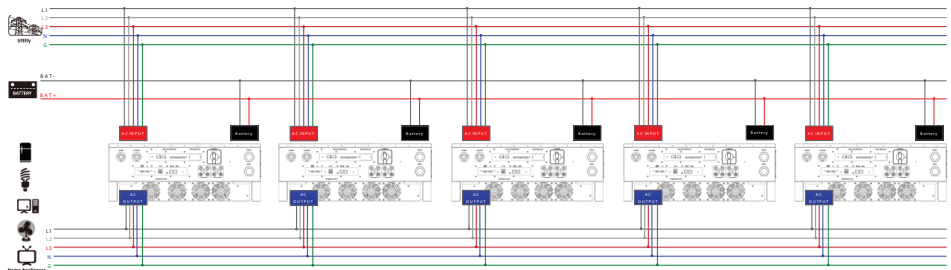 L1
L2
L3
N
G
Utility
BAT-
BATTERY
BAT+
AC INPUT
Battery
AC INPUT
Battery
AC INPUT
Battery
AC INPUT
Battery
AC INPUT
Battery
AC
OUTPUT
AC
OUTPUT
AC
OUTPUT
AC
OUTPUT
AC
OUTPUT
L1
L2
L3
N
G